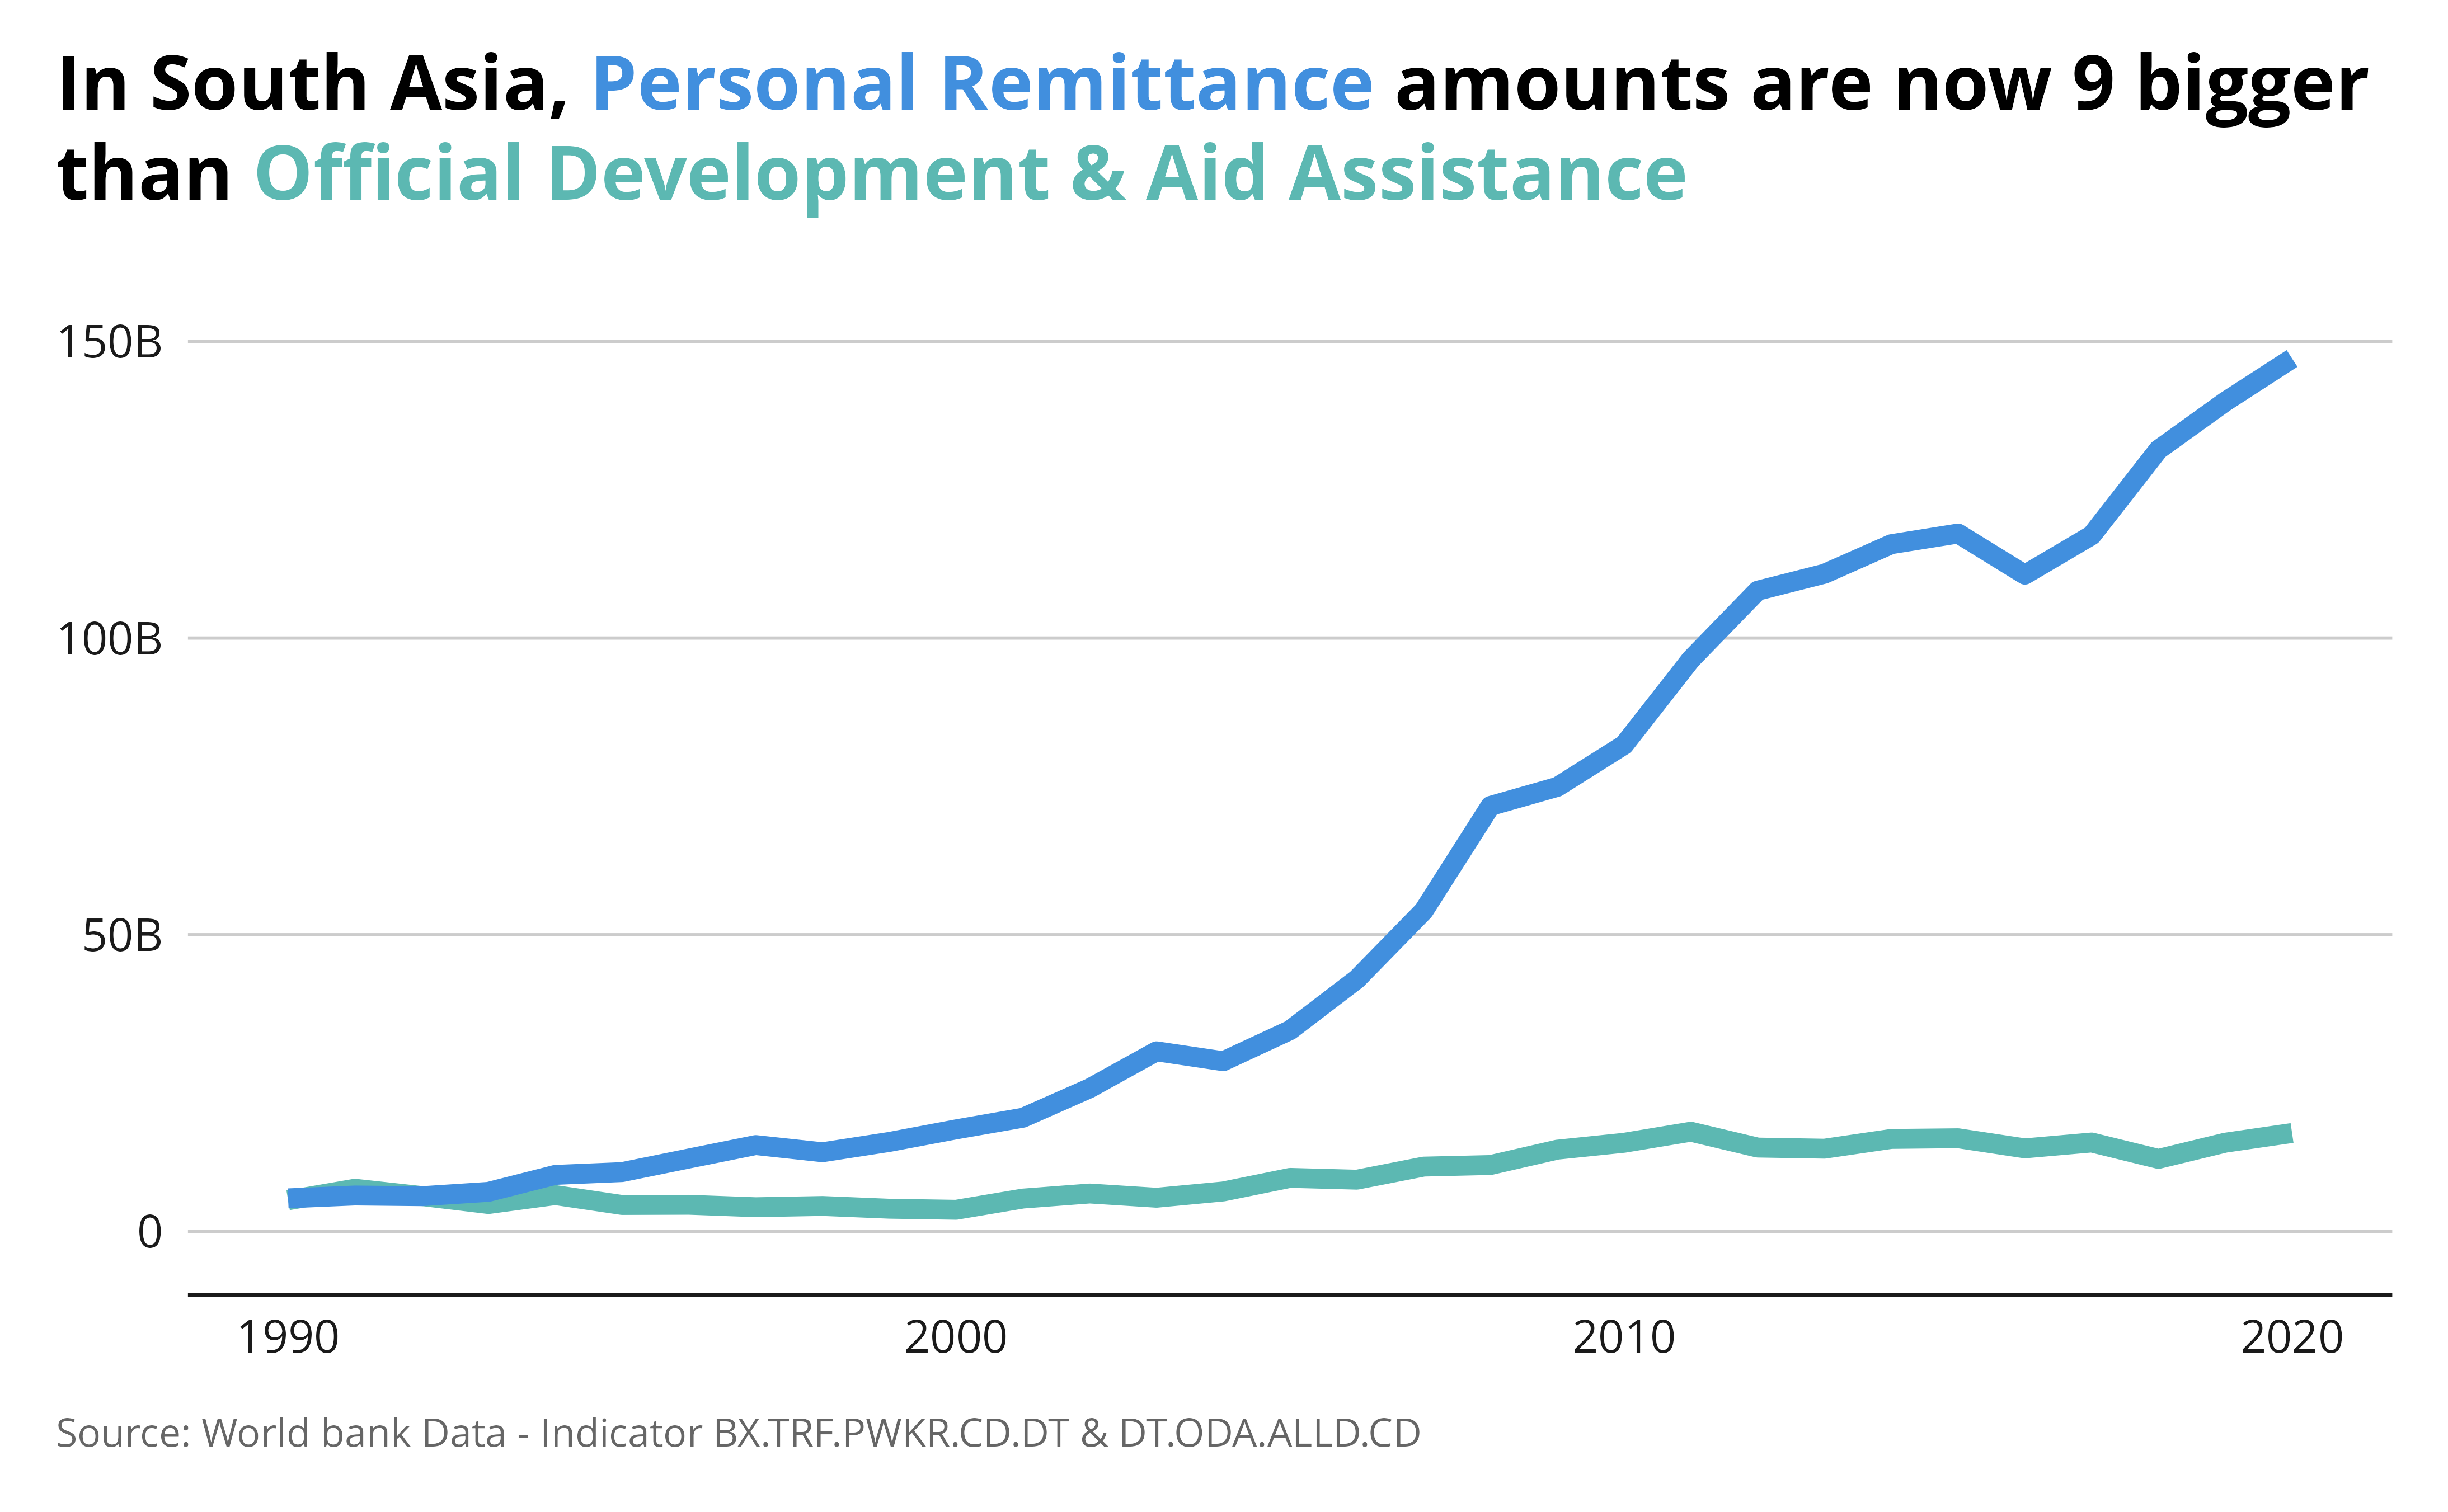 In South Asia, Personal Remittance amounts are now 9 bigger
than Official Development & Aid Assistance
150B
100B
50B
0
1990 2000 2010 2020
Source: World bank Data - Indicator BX.TRF.PWKR.CD.DT & DT.ODA.ALLD.CD